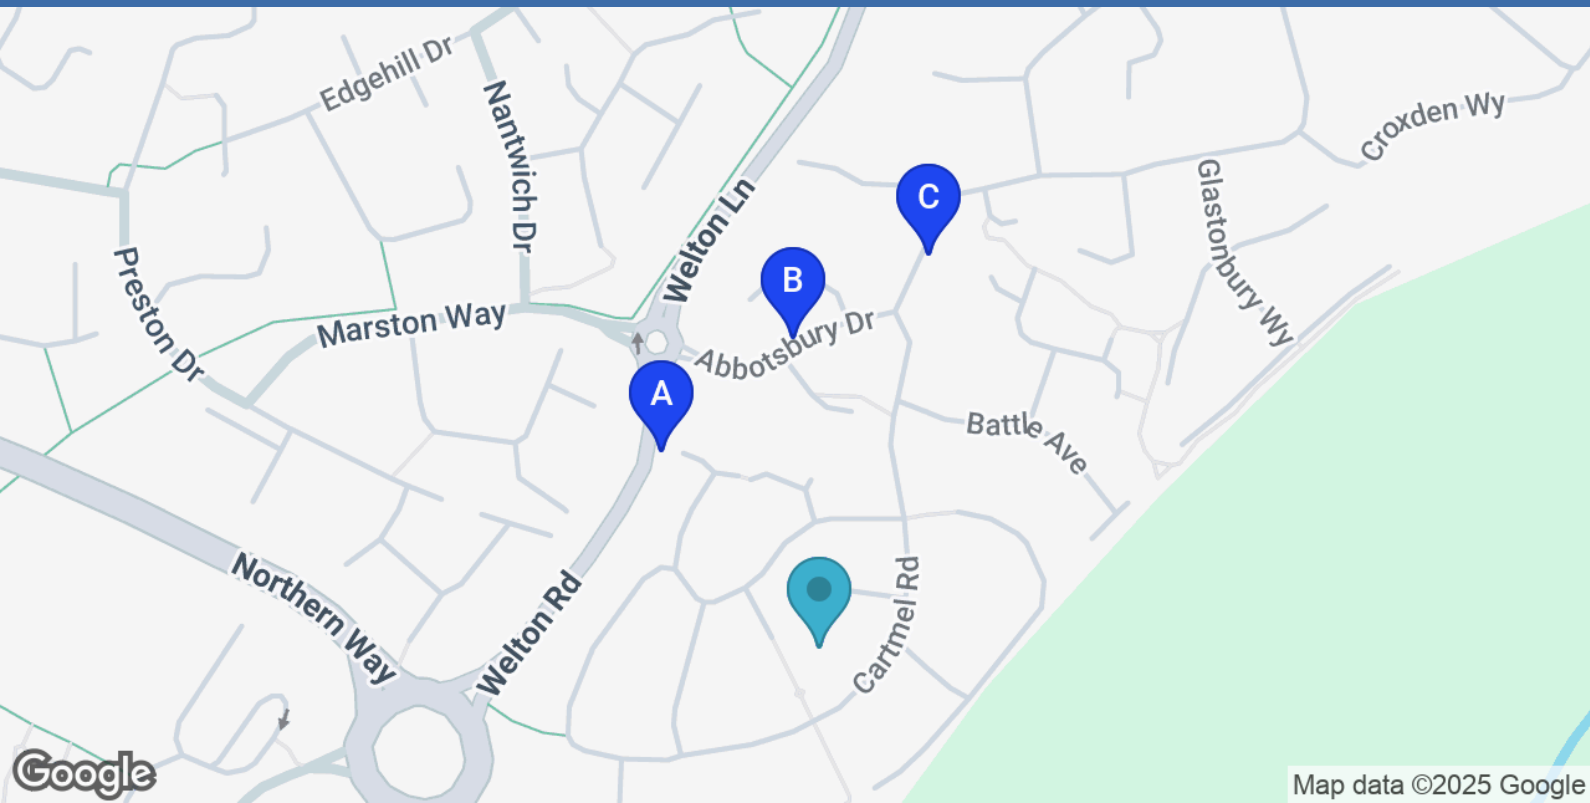 Edgehill Dr
Nantwich Dr
Croxden Wy
Glastonbury Wy
Welton Ln
C
B
Preston Dr
Marston Way
Abbotsbury Dr
A
Battle Ave
Northern Way
Welton Rd
Cartmel Rd
Google
Map data ©2025 Google